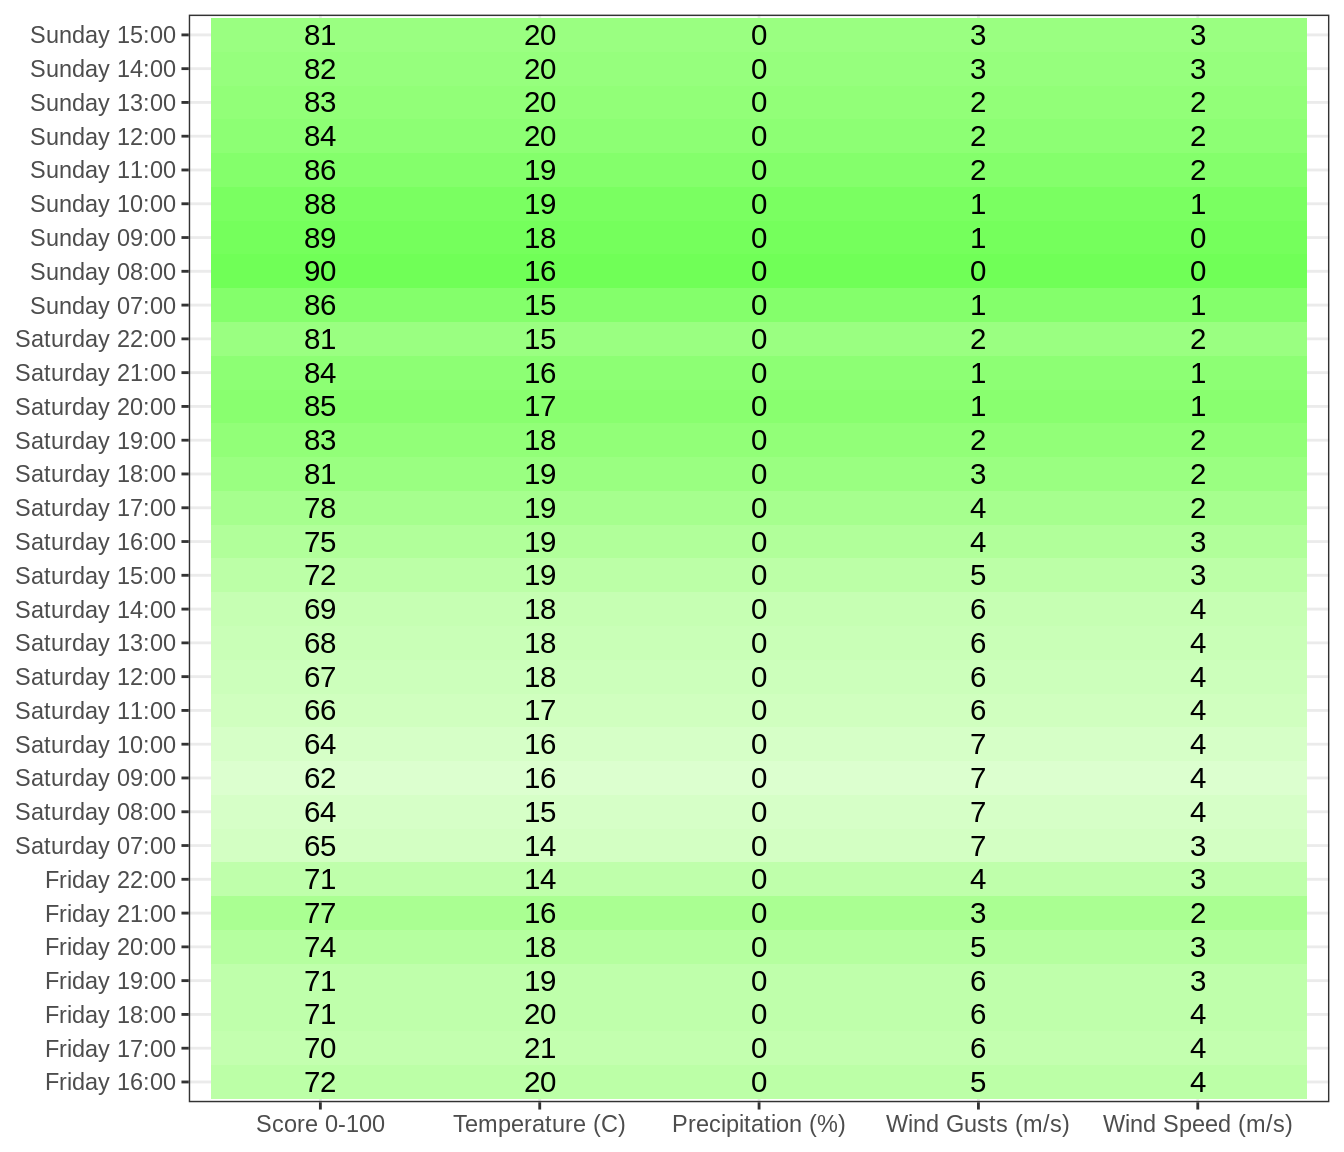 Sunday 15:00 81 20 0 3 3
Sunday 14:00 82 20 0 3 3
Sunday 13:00 83 20 0 2 2
Sunday 12:00 84 20 0 2 2
Sunday 11:00 86 19 0 2 2
Sunday 10:00 88 19 0 1 1
Sunday 09:00 89 18 0 1 0
Sunday 08:00 90 16 0 0 0
Sunday 07:00 86 15 0 1 1
Saturday 22:00 81 15 0 2 2
Saturday 21:00 84 16 0 1 1
Saturday 20:00 85 17 0 1 1
Saturday 19:00 83 18 0 2 2
Saturday 18:00 81 19 0 3 2
Saturday 17:00 78 19 0 4 2
Saturday 16:00 75 19 0 4 3
Saturday 15:00 72 19 0 5 3
Saturday 14:00 69 18 0 6 4
Saturday 13:00 68 18 0 6 4
Saturday 12:00 67 18 0 6 4
Saturday 11:00 66 17 0 6 4
Saturday 10:00 64 16 0 7 4
Saturday 09:00 62 16 0 7 4
Saturday 08:00 64 15 0 7 4
Saturday 07:00 65 14 0 7 3
Friday 22:00 71 14 0 4 3
Friday 21:00 77 16 0 3 2
Friday 20:00 74 18 0 5 3
Friday 19:00 71 19 0 6 3
Friday 18:00 71 20 0 6 4
Friday 17:00 70 21 0 6 4
Friday 16:00 72 20 0 5 4
Score 0-100 Temperature (C) Precipitation (%) Wind Gusts (m/s) Wind Speed (m/s)